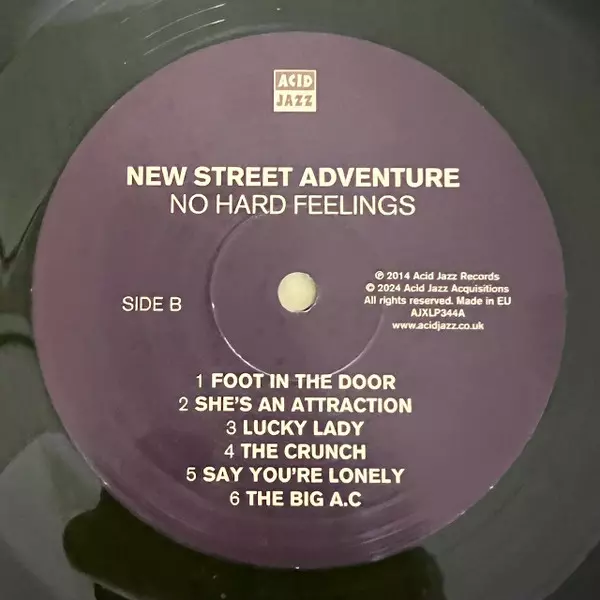 ACID
JAZZ
NEW STREET ADVENTURE
NO HARD FEELINGS
SIDE B
℗ 2014 Acid Jazz Records
© 2024 Acid Jazz Acquisitions
All rights reserved. Made in EU
AJXLP344A
www.acidjazz.co.uk
1 FOOT IN THE DOOR
2 SHE'S AN ATTRACTION
3 LUCKY LADY
4 THE CRUNCH
5 SAY YOU'RE LONELY
6 THE BIG A.C